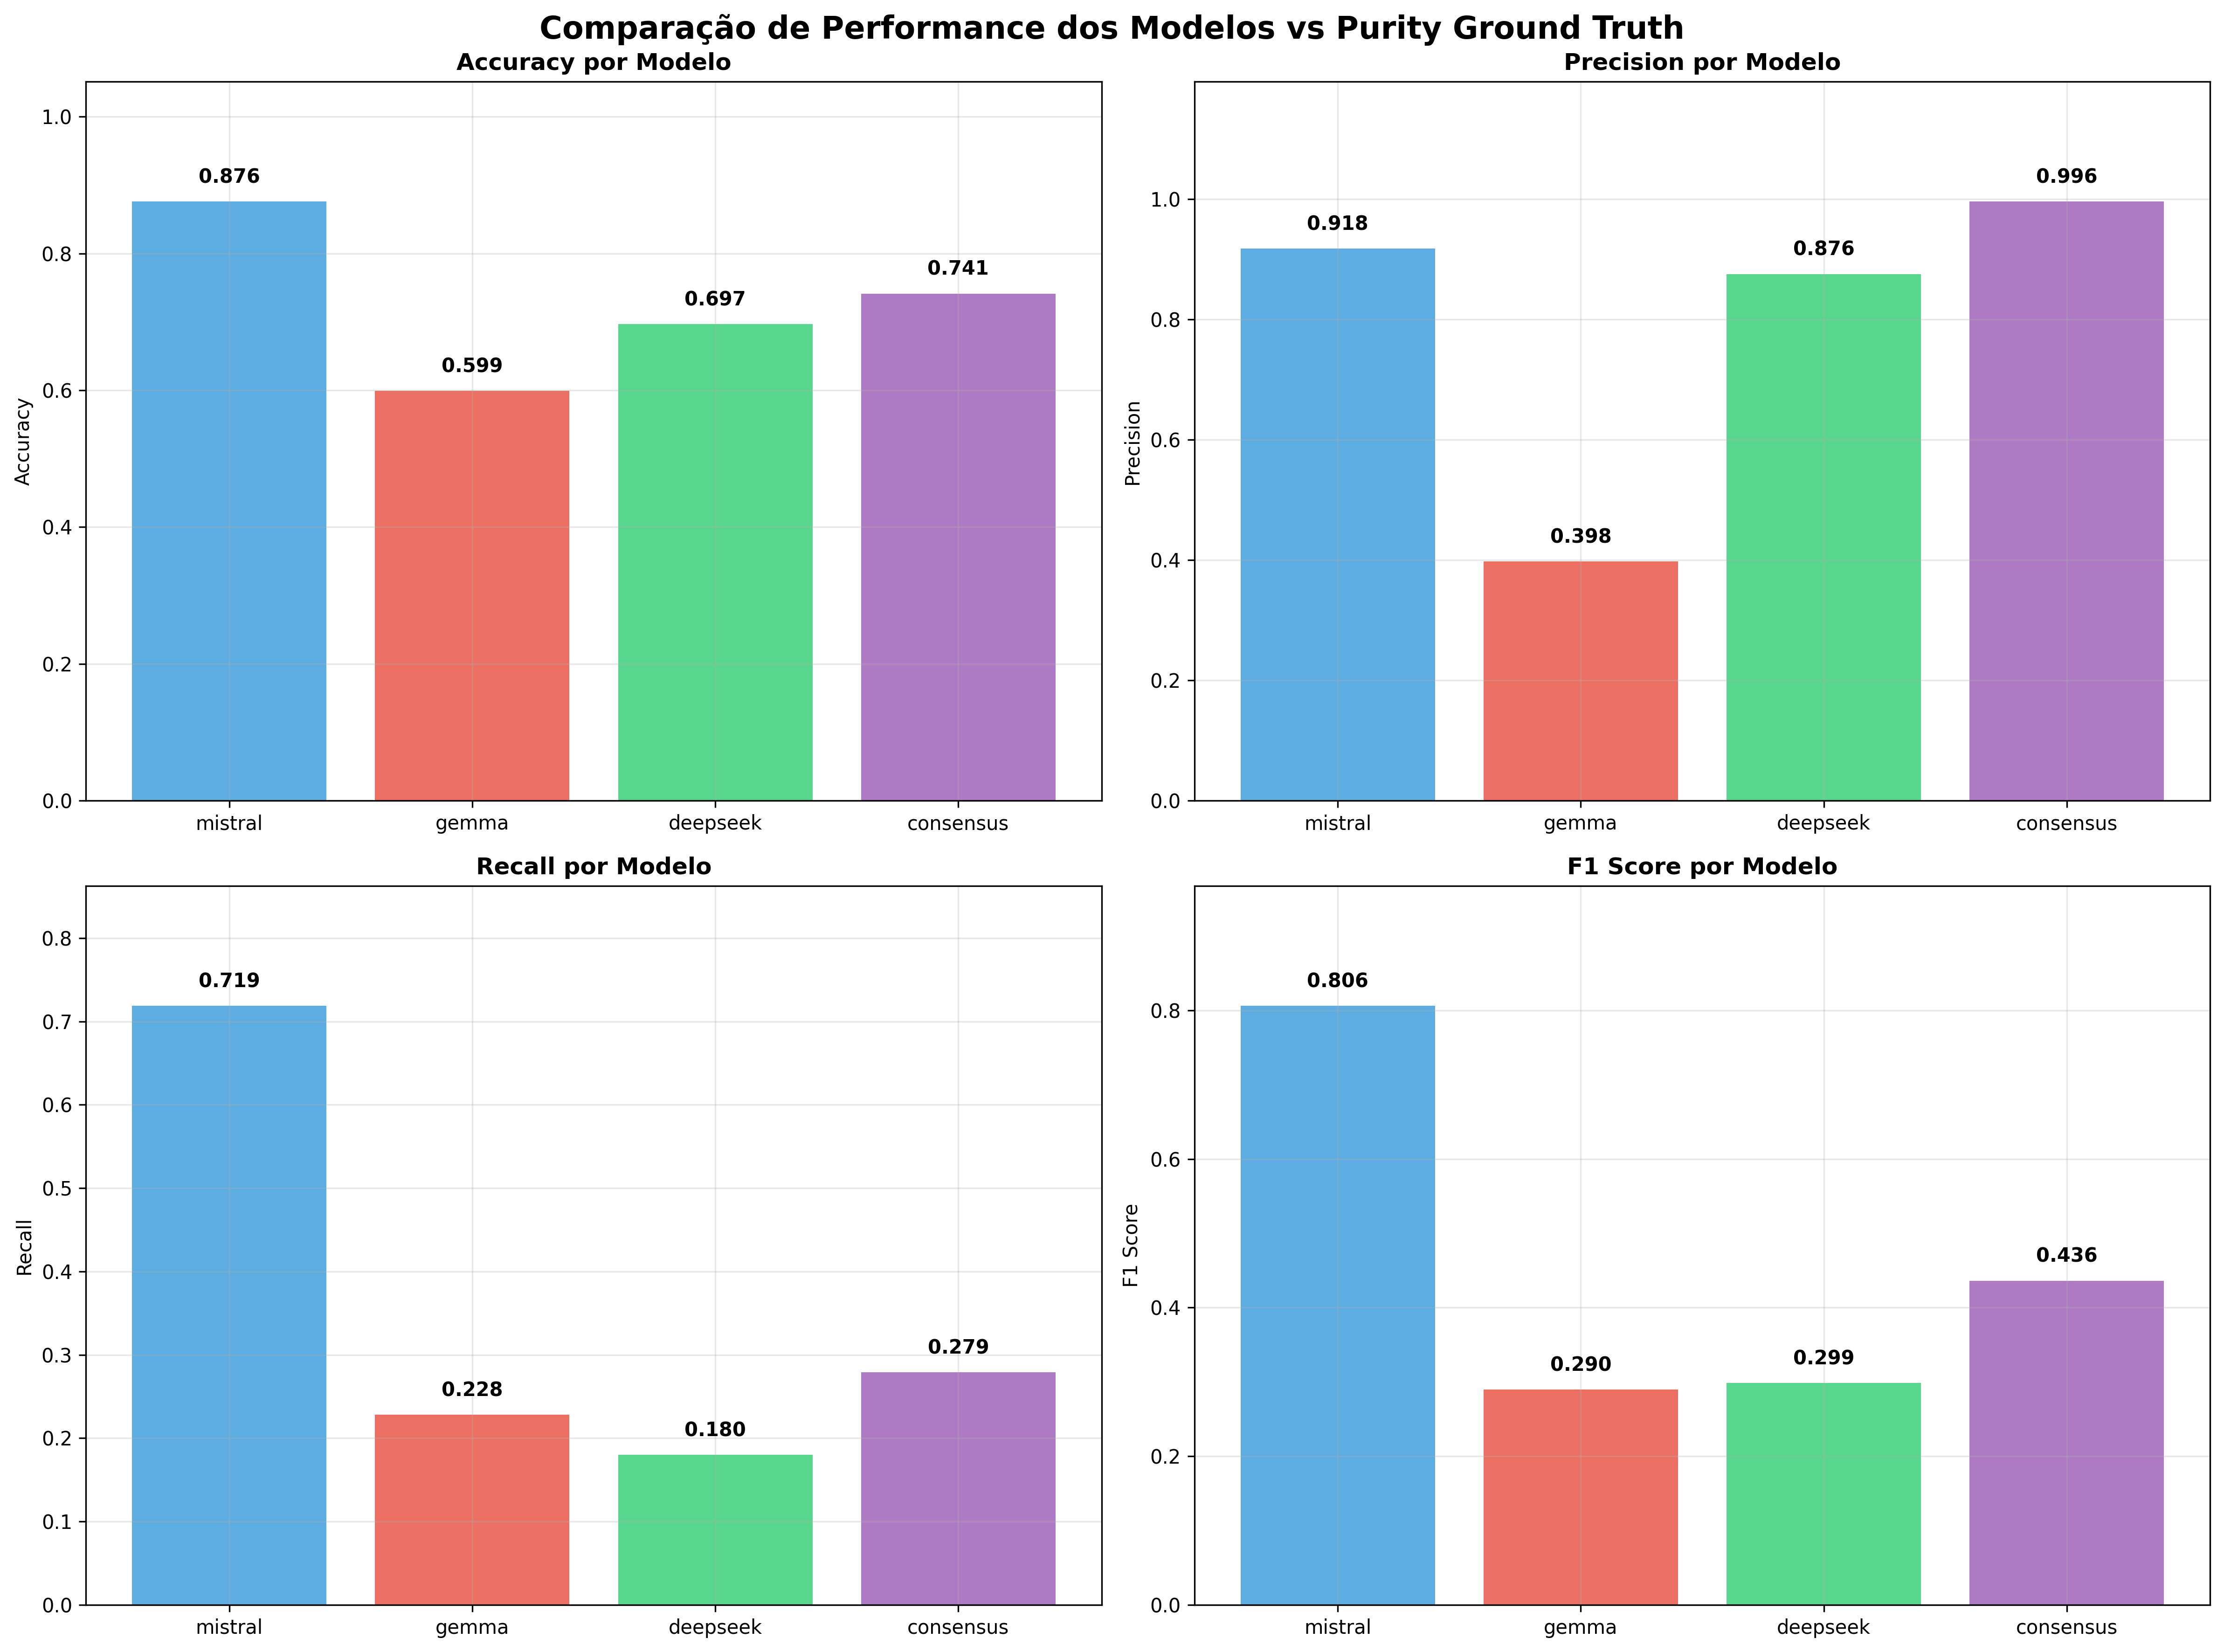 Comparação de Performance dos Modelos vs Purity Ground Truth
Accuracy por Modelo
1.0
0.8
0.6
0.4
0.2
0.0
Accuracy
0.876
0.599
0.697
0.741
mistral
gemma
deepseek
consensus
Precision por Modelo
1.0
0.8
0.6
0.4
0.2
0.0
Precision
0.918
0.398
0.876
0.996
mistral
gemma
deepseek
consensus
Recall por Modelo
0.8
0.7
0.6
0.5
0.4
0.3
0.2
0.1
0.0
Recall
0.719
0.228
0.180
0.279
mistral
gemma
deepseek
consensus
F1 Score por Modelo
0.8
0.6
0.4
0.2
0.0
F1 Score
0.806
0.290
0.299
0.436
mistral
gemma
deepseek
consensus